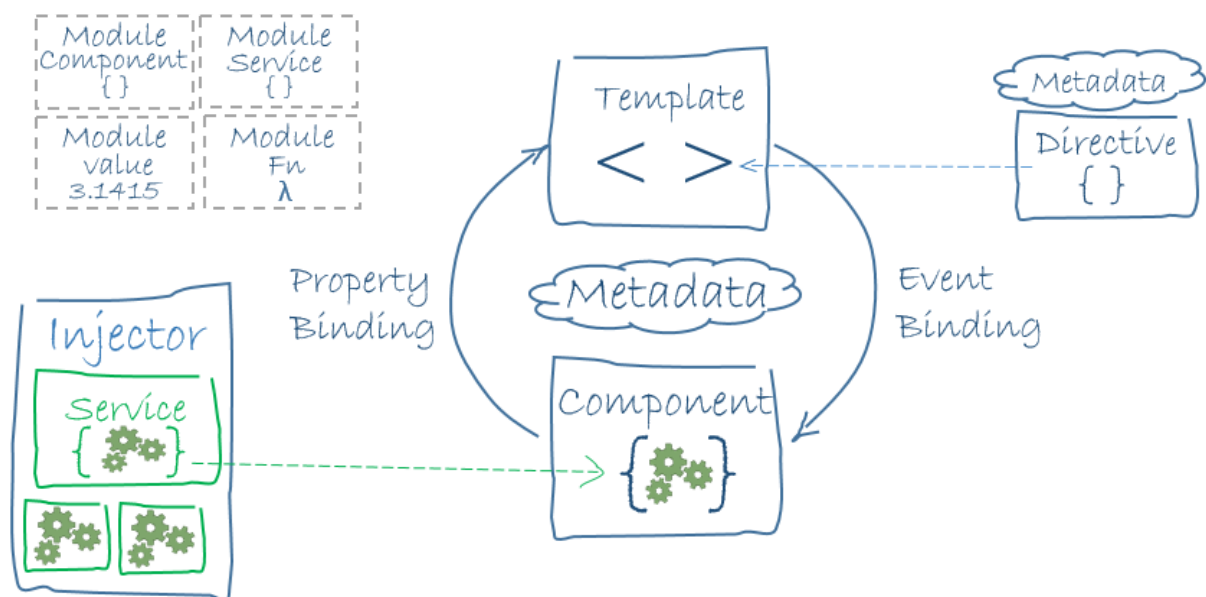 Module
Component
{ }
Module
Service
{ }
Module
value
3.1415
Module
Fn
λ
Template
< >
Metadata
Directive
{ }
Property
Binding
Metadata
Event
Binding
Injector
Service
{ }
Component
{ }